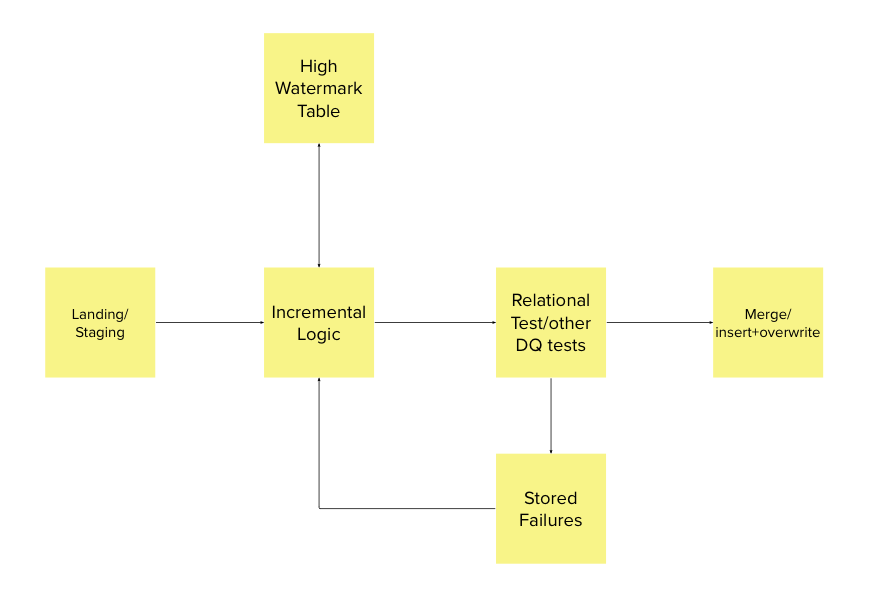 High
Watermark
Table
Landing/
Staging
Incremental
Logic
Relational
Test/other
DQ tests
Merge/
insert+overwrite
Stored
Failures